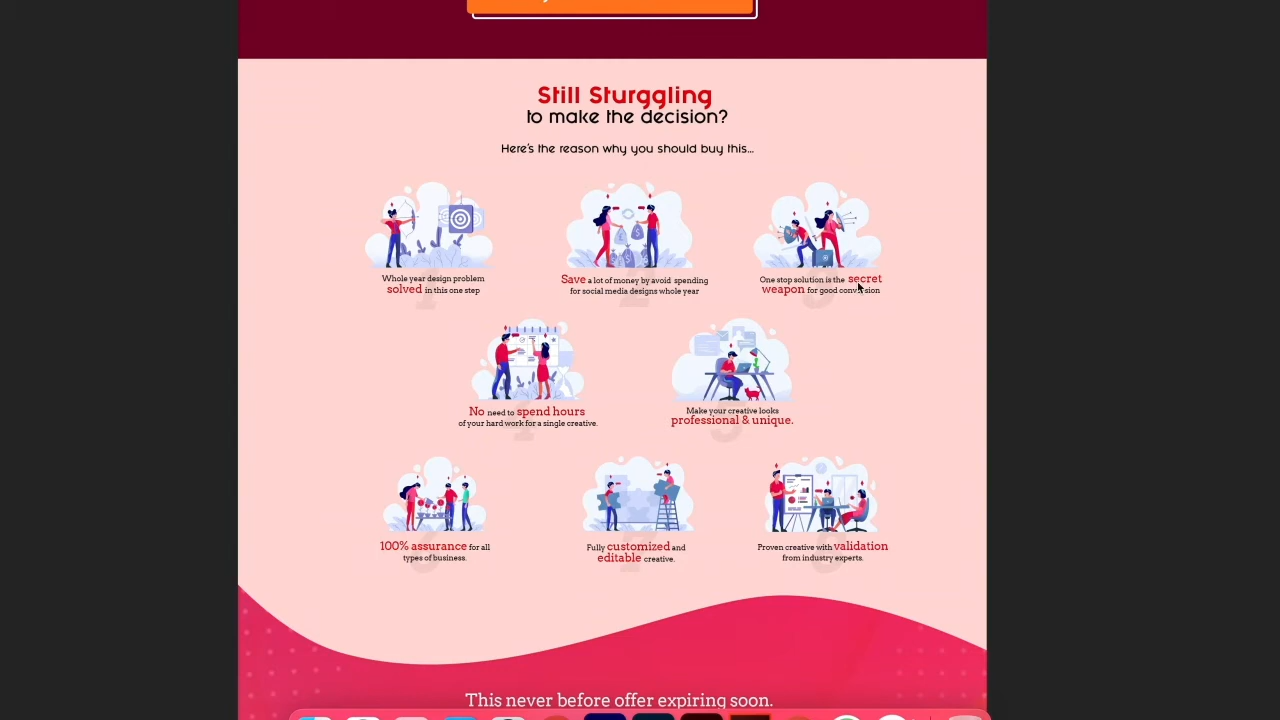 Still Sturggling
to make the decision?
Here's the reason why you should buy this...
Whole year design problem
solved in this one step
Save a lot of money by avoid spending
for social media designs whole year
One stop solution is the secret
weapon for good
No need to spend hours
of your hard work for a single creative.
Make your creative looks
professional & unique.
100% assurance for all
types of business.
Fully customized and
editable creative.
Proven creative with validation
from industry experts.
This never before offer expiring soon.